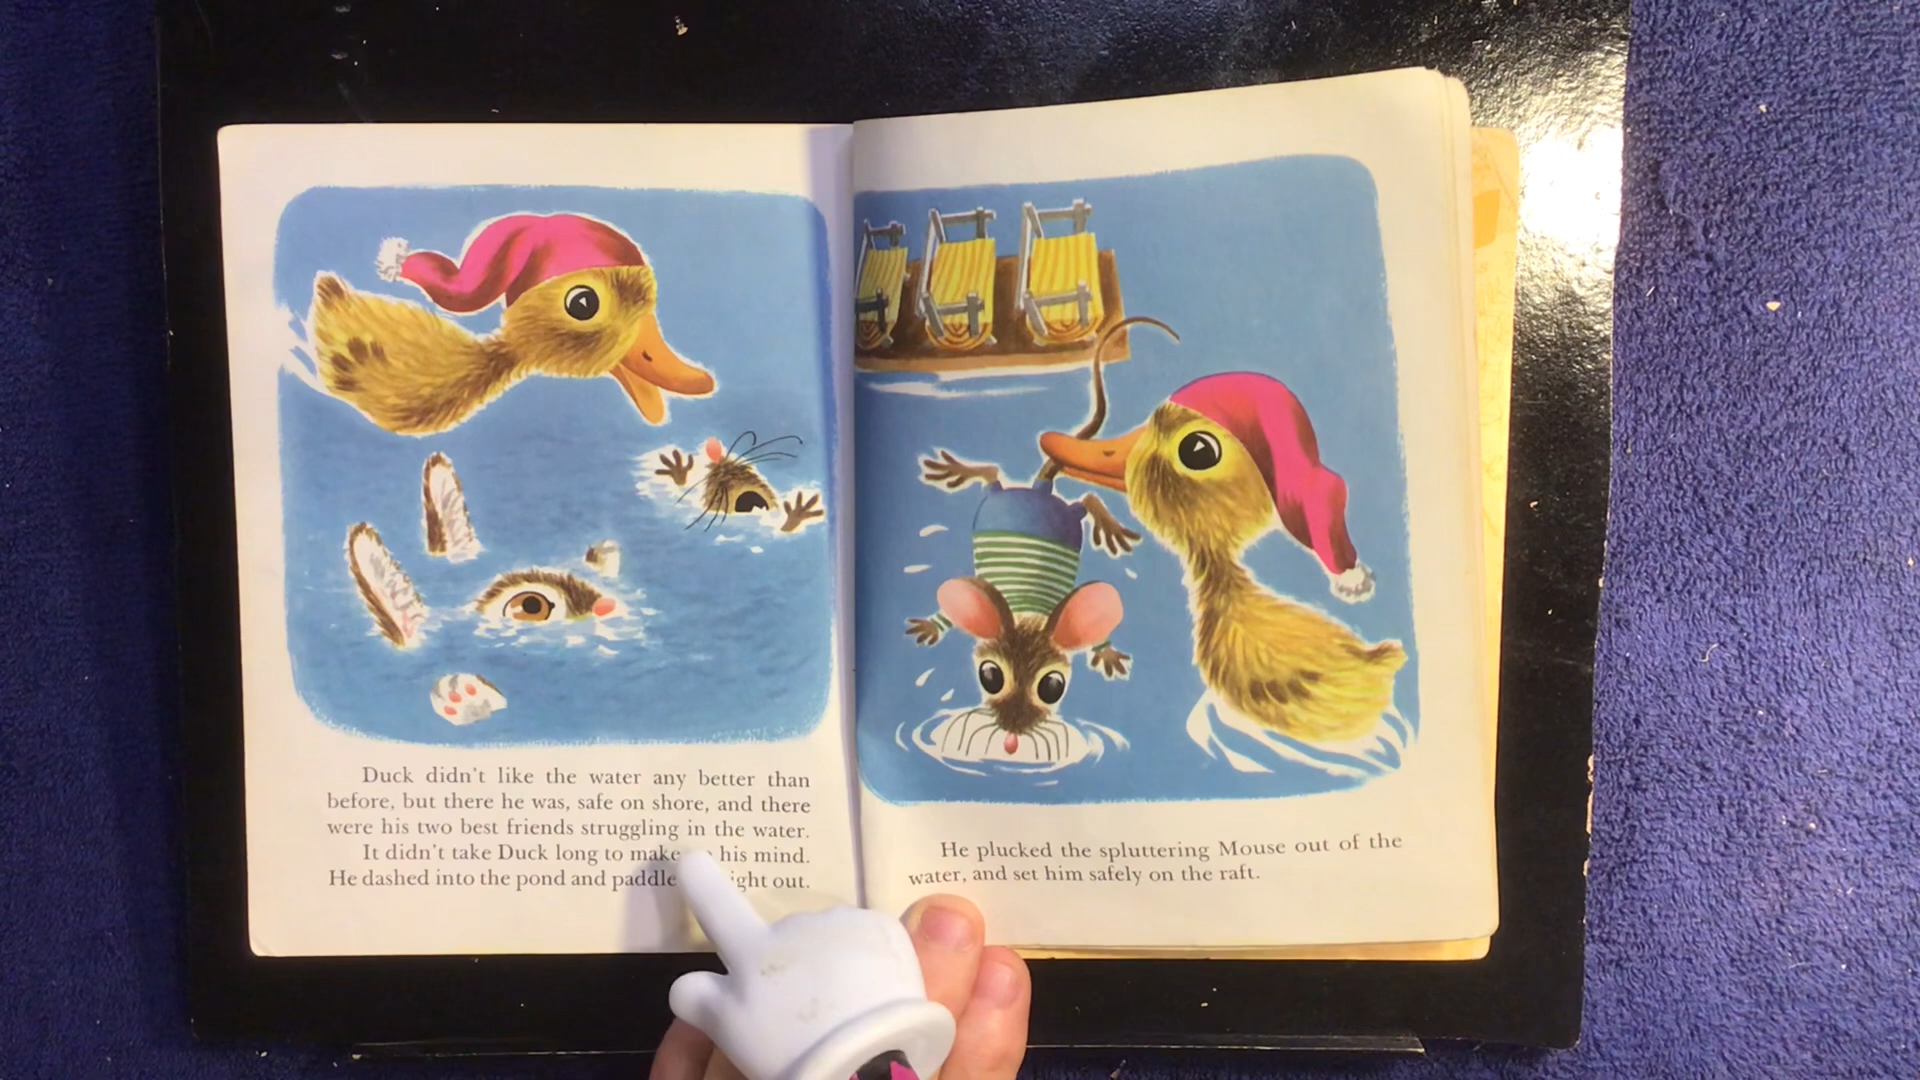 Duck didn't like the water any better than
before, but there he was, safe on shore, and there
were his two best friends struggling in the water.
It didn't take Duck long to make his mind.
He dashed into the pond and paddle ight out.
He plucked the spluttering Mouse out of the
water, and set him safely on the raft.